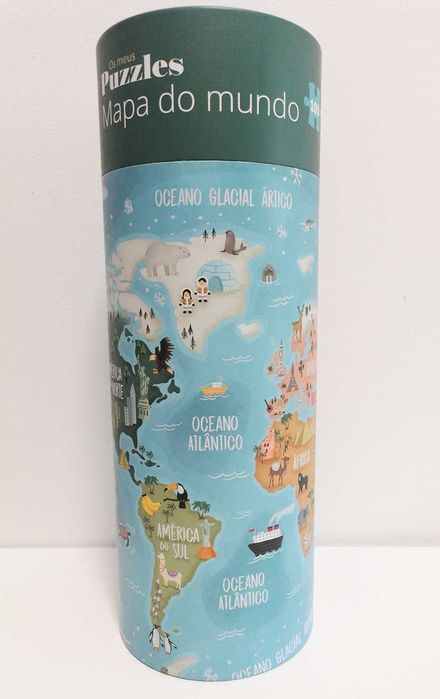 Os meus
Puzzles
Mapa do mundo
OCEANO GLACIAL ÁRTICO
OCEANO
ATLÂNTICO
ÁFRICA
AMÉRICA
DO SUL
OCEANO
ATLÂNTICO
OCEANO GLACIAL